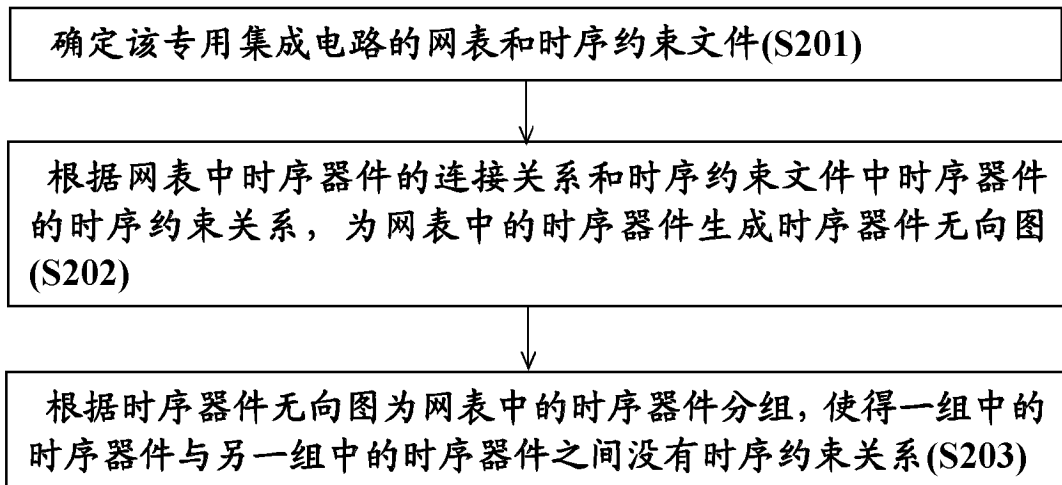 确定该专用集成电路的网表和时序约束文件(S201)
根据网表中时序器件的连接关系和时序约束文件中时序器件
的时序约束关系，为网表中的时序器件生成时序器件无向图
(S202)
根据时序器件无向图为网表中的时序器件分组，使得一组中的
时序器件与另一组中的时序器件之间没有时序约束关系(S203)